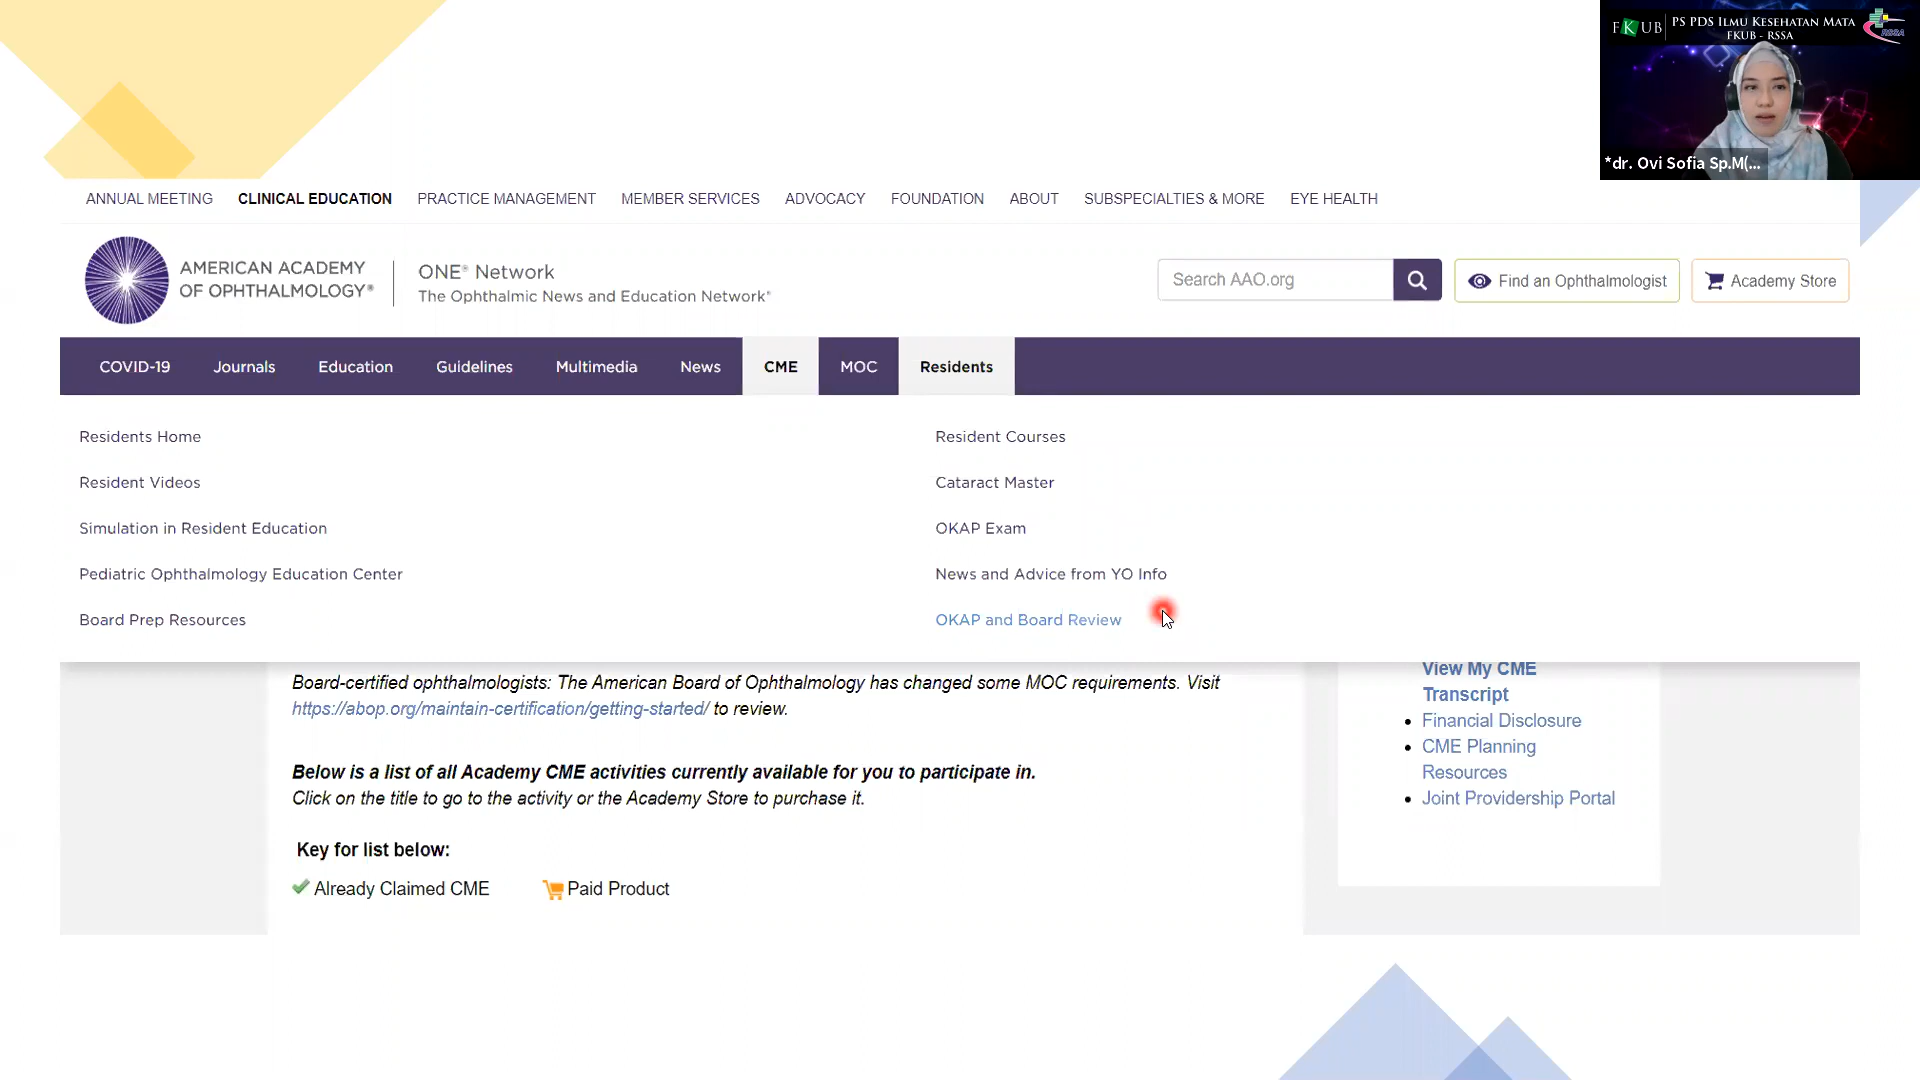 FKUB
PS PDS ILMU KESEHATAN MATA
FKUB - RSSA
RSSA
*dr. Ovi Sofia Sp.M(...
ANNUAL MEETING CLINICAL EDUCATION PRACTICE MANAGEMENT MEMBER SERVICES ADVOCACY FOUNDATION ABOUT SUBSPECIALTIES & MORE EYE HEALTH
AMERICAN ACADEMY
OF OPHTHALMOLOGY®
ONE® Network
The Ophthalmic News and Education Network®
Search AAO.org
Find an Ophthalmologist
Academy Store
COVID-19 Journals Education Guidelines Multimedia News CME MOC Residents
Residents Home
Resident Videos
Simulation in Resident Education
Pediatric Ophthalmology Education Center
Board Prep Resources
Resident Courses
Cataract Master
OKAP Exam
News and Advice from YO Info
OKAP and Board Review
Board-certified ophthalmologists: The American Board of Ophthalmology has changed some MOC requirements. Visit
https://abop.org/maintain-certification/getting-started/ to review.
Below is a list of all Academy CME activities currently available for you to participate in.
Click on the title to go to the activity or the Academy Store to purchase it.
Key for list below:
Already Claimed CME Paid Product
View My CME
Transcript
Financial Disclosure
CME Planning
Resources
Joint Providership Portal